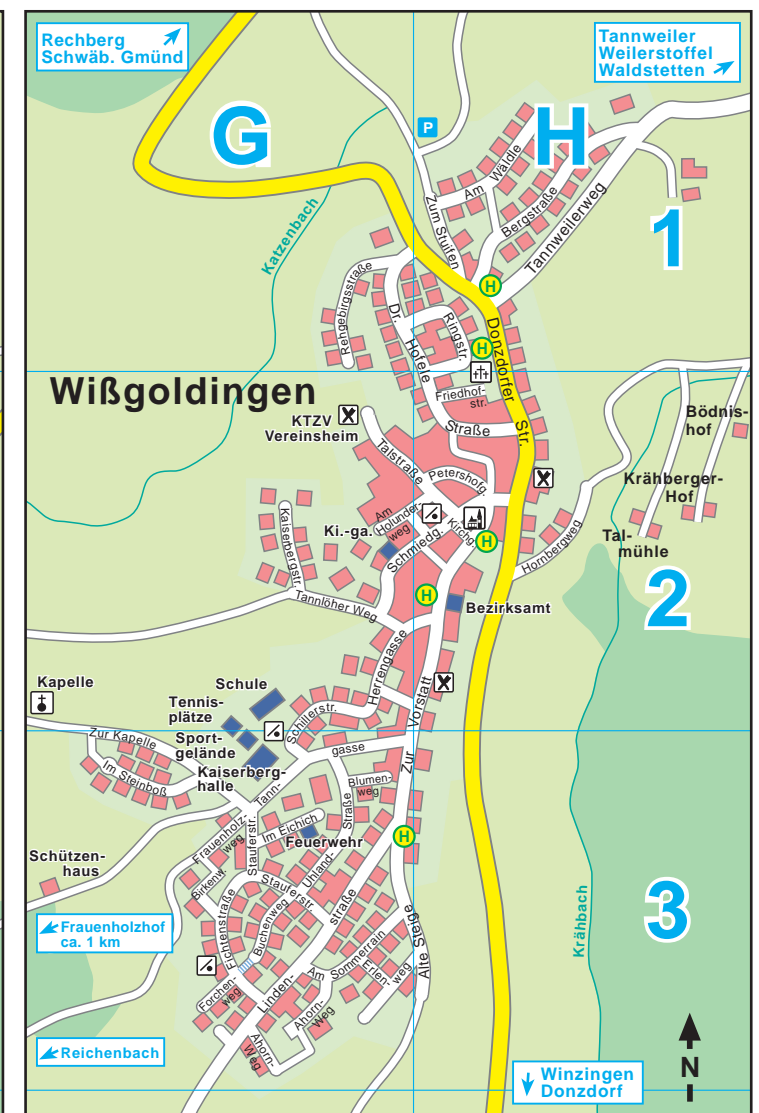 Rechberg
Schwäb. Gmünd
Tannweiler
Weilerstoffel
Waldstetten
G
H
P
1
Am Wäldle
Bergstraße
Tannweilerweg
Zum Stuifen
Katzenbach
H
Rehgebirgsstraße
Dr. Hofele Straße
Ringstr.
H
Donzdorfer Str.
Friedhof-
str.
Wißgoldingen
KTZV
Vereinsheim
Talstraße
Petershofg.
Bödnis-
hof
Krähberger-
Hof
Tal-
mühle
Am
Holunder-
weg
Ki.-ga.
Schmiedg.
Kirchg.
H
Hornbergweg
Kaiserbergstr.
Tannlöher Weg
H
Bezirksamt
2
Herrengasse
Zur Vorstatt
Kapelle
Schule
Tennis-
plätze
Sport-
gelände
Kaiserberg-
halle
Schillerstr.
Zur Kapelle
Im Steinboß
Tann-
gasse
Blumen-
weg
Frauenholz-
weg
Stauferstr.
Im Eichich
Feuerwehr
Uhland-
Straße
H
Schützen-
haus
Birkenw.
Stauferstr.
Fichtenstraße
Buchenweg
Linden-
straße
Alte Steige
Krähbach
3
Frauenholzhof
ca. 1 km
Am Sommerrain
Erlen-
weg
Forchen-
weg
Ahorn-
Weg
Ahorn-
Weg
Reichenbach
N
Winzingen
Donzdorf